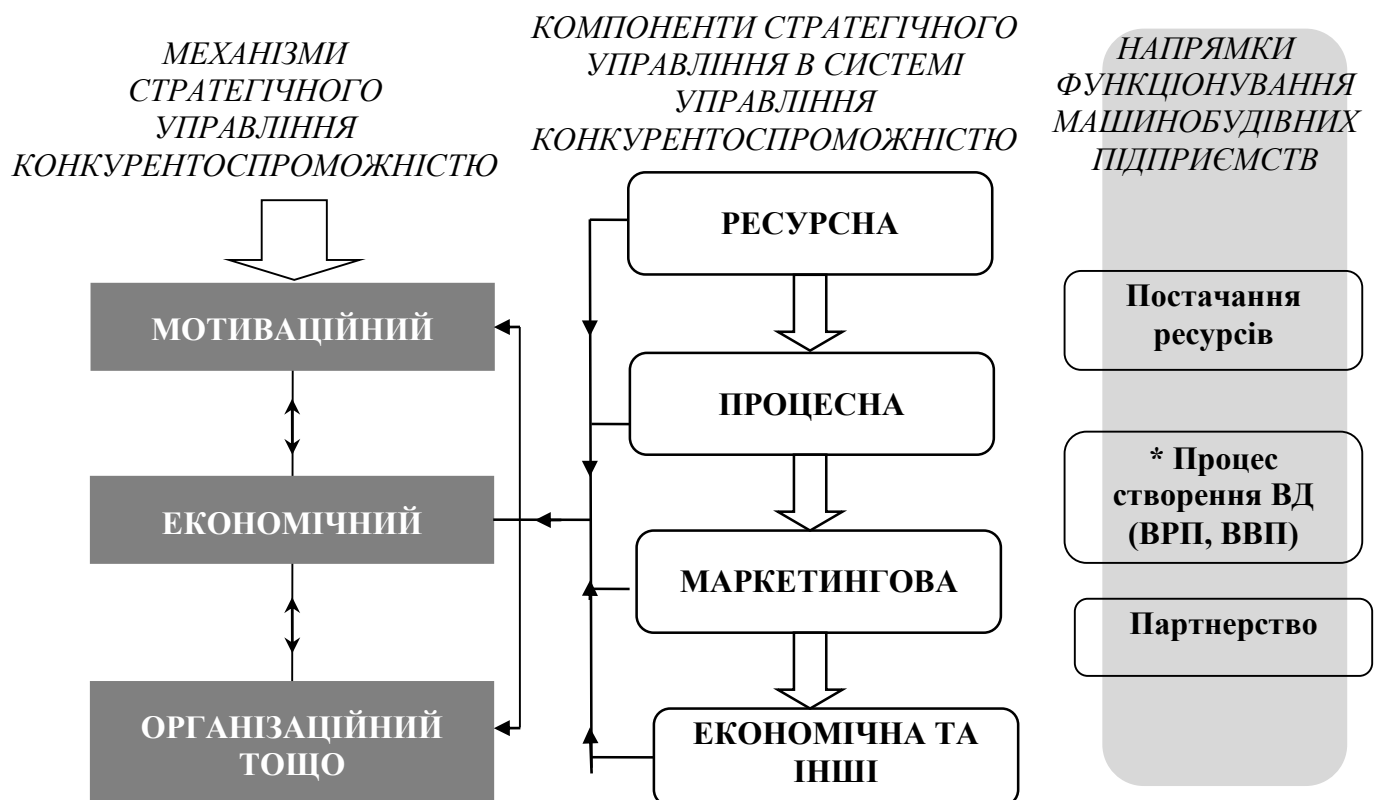 МЕХАНІЗМИ
СТРАТЕГІЧНОГО
УПРАВЛІННЯ
КОНКУРЕНТОСПРОМОЖНІСТЮ
КОМПОНЕНТИ СТРАТЕГІЧНОГО
УПРАВЛІННЯ В СИСТЕМІ
УПРАВЛІННЯ
КОНКУРЕНТОСПРОМОЖНІСТЮ
НАПРЯМКИ
ФУНКЦІОНУВАННЯ
МАШИНОБУДІВНИХ
ПІДПРИЄМСТВ
МОТИВАЦІЙНИЙ
ЕКОНОМІЧНИЙ
ОРГАНІЗАЦІЙНИЙ
ТОЩО
РЕСУРСНА
ПРОЦЕСНА
МАРКЕТИНГОВА
ЕКОНОМІЧНА ТА
ІНШІ
Постачання
ресурсів
* Процес
створення ВД
(ВРП, ВВП)
Партнерство